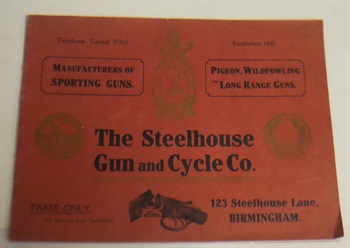 Telephone: Central
Established 1890
MANUFACTURERS OF
SPORTING GUNS.
PIGEON, WILDFOWLING
AND LONG RANGE GUNS.
The Steelhouse
Gun and Cycle Co.
TRADE ONLY
123 Steelhouse Lane,
BIRMINGHAM.